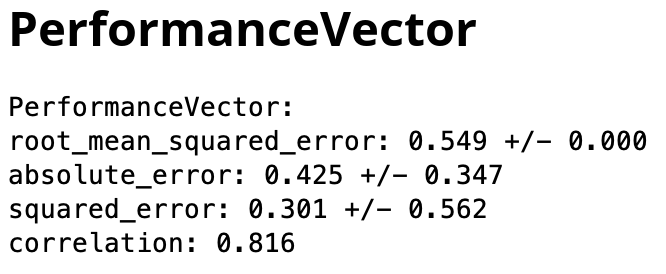 PerformanceVector
PerformanceVector:
root_mean_squared_error: 0.549 +/- 0.000
absolute_error: 0.425 +/- 0.347
squared_error: 0.301 +/- 0.562
correlation: 0.816